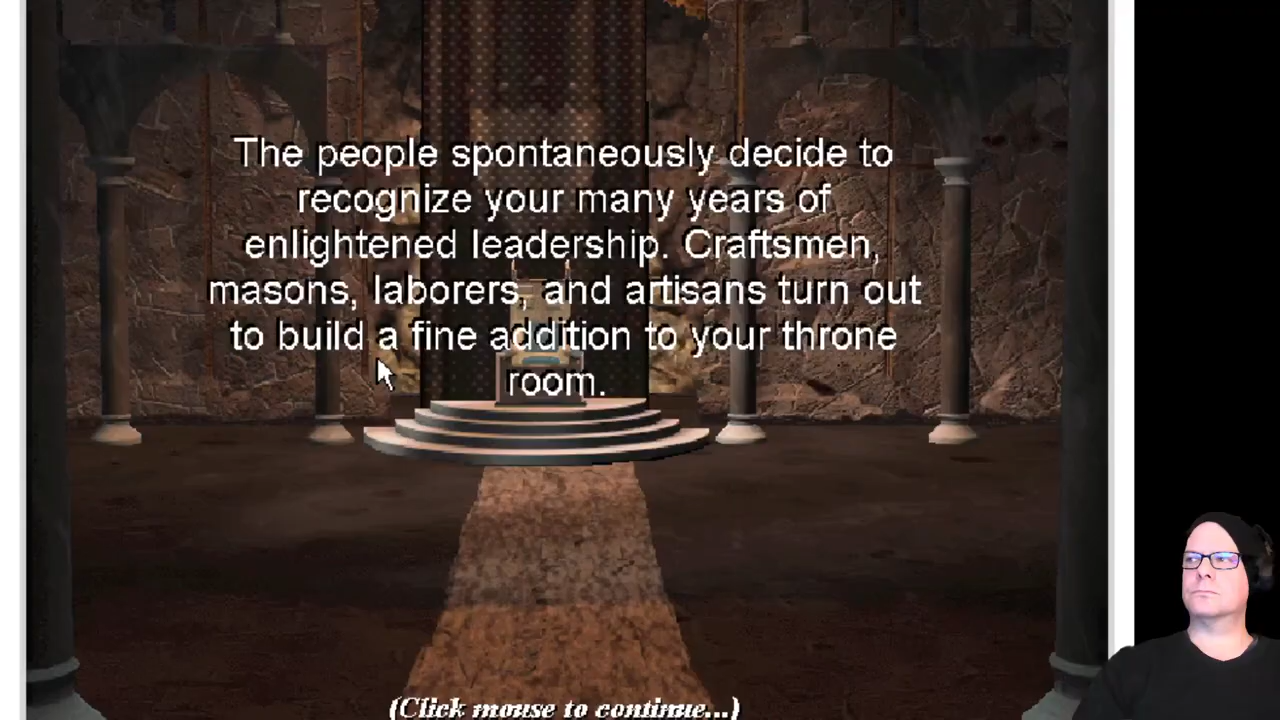 The people spontaneously decide to
recognize your many years of
enlightened leadership. Craftsmen,
masons, laborers, and artisans turn out
to build a fine addition to your throne
room.
(Click mouse to continue...)